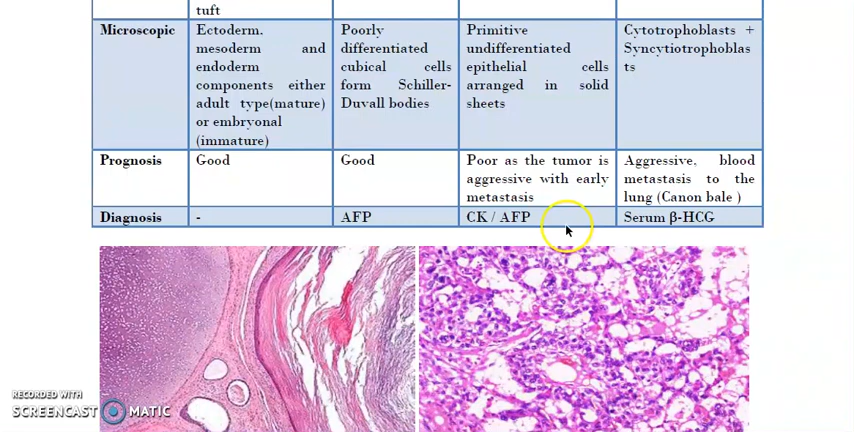 tuft
Microscopic
Ectoderm,
mesoderm and
endoderm
components either
adult type(mature)
or embryonal
(immature)
Poorly
differentiated
cubical cells
form Schiller-
Duvall bodies
Primitive
undifferentiated
epithelial cells
arranged in solid
sheets
Cytotrophoblasts +
Syncytiotrophoblas
ts
Prognosis
Good
Good
Poor as the tumor is
aggressive with early
metastasis
Aggressive, blood
metastasis to the
lung (Canon bale )
Diagnosis
-
AFP
CK / AFP
Serum β-HCG
RECORDED WITH
SCREENCAST MATIC